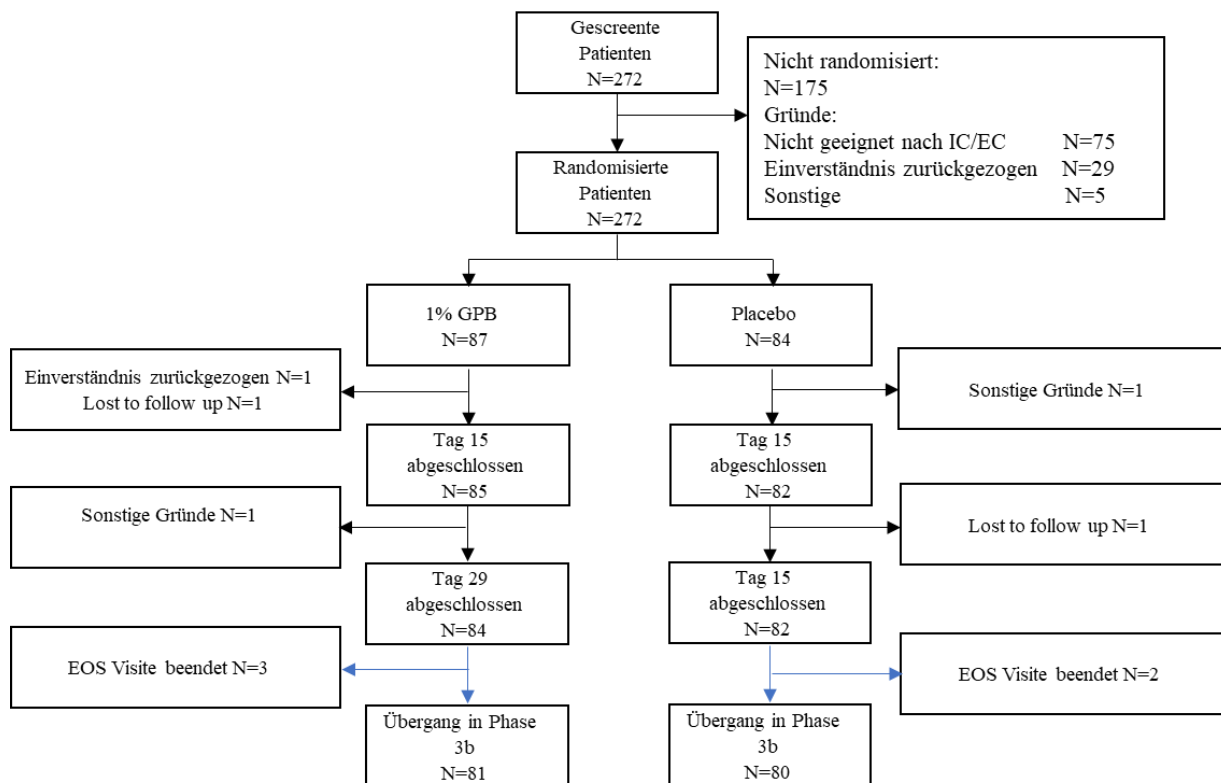 Gescreente
Patienten
N=272
Nicht randomisiert:
N=175
Gründe:
Nicht geeignet nach IC/EC N=75
Einverständnis zurückgezogen N=29
Sonstige N=5
Randomisierte
Patienten
N=272
1% GPB
N=87
Placebo
N=84
Einverständnis zurückgezogen N=1
Lost to follow up N=1
Sonstige Gründe N=1
Tag 15
abgeschlossen
N=85
Tag 15
abgeschlossen
N=82
Sonstige Gründe N=1
Lost to follow up N=1
Tag 29
abgeschlossen
N=84
Tag 15
abgeschlossen
N=82
EOS Visite beendet N=3
EOS Visite beendet N=2
Übergang in Phase
3b
N=81
Übergang in Phase
3b
N=80